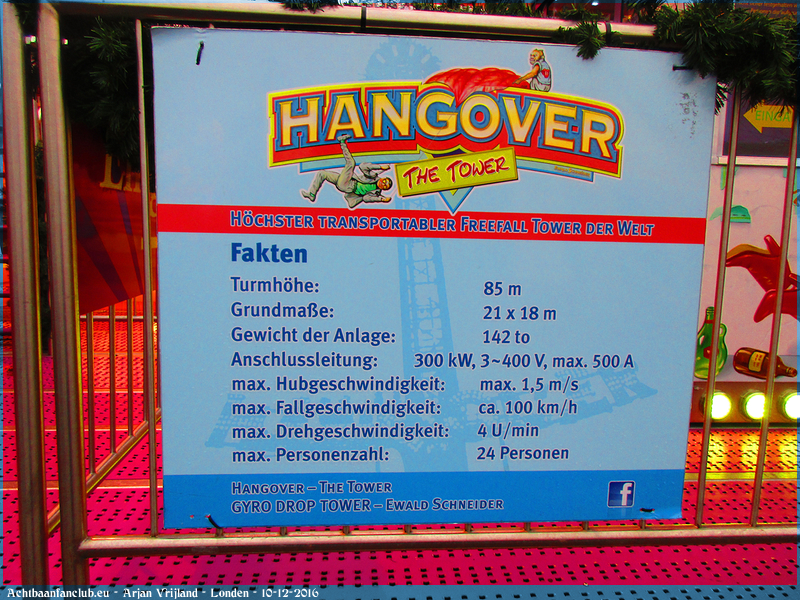 HANGOVER
THE TOWER
HÖCHSTER TRANSPORTABLER FREEFALL TOWER DER WELT
Fakten
Turmhöhe: 85 m
Grundmaße: 21 x 18 m
Gewicht der Anlage: 142 to
Anschlussleitung: 300 kW, 3~400 V, max. 500 A
max. Hubgeschwindigkeit: max. 1,5 m/s
max. Fallgeschwindigkeit: ca. 100 km/h
max. Drehgeschwindigkeit: 4 U/min
max. Personenzahl: 24 Personen
HANGOVER – THE TOWER
GYRO DROP TOWER – EWALD SCHNEIDER
f
Achtbaanfanclub.eu - Arjan Vrijland - Londen - 10-12-2016